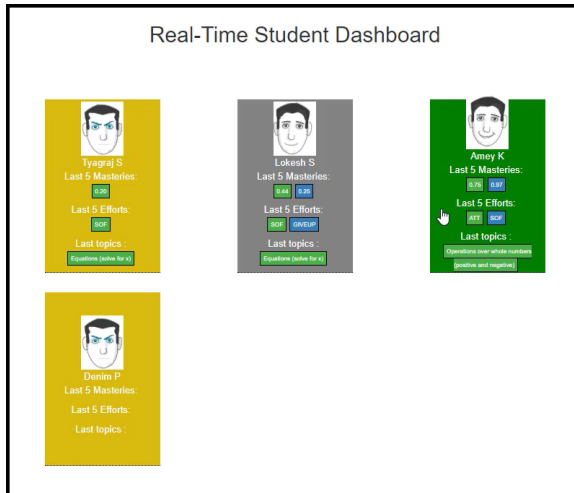 Real-Time Student Dashboard
Tyagraj S
Last 5 Masteries:
0.20
Last 5 Efforts:
SOF
Last topics :
Equations (solve for x)
Lokesh S
Last 5 Masteries:
0.44 0.25
Last 5 Efforts:
SOF GIVEUP
Last topics :
Equations (solve for x)
Amey K
Last 5 Masteries:
0.75 0.97
Last 5 Efforts:
ATT SOF
Last topics :
Operations over whole numbers
(positive and negative)
Denim P
Last 5 Masteries:
Last 5 Efforts:
Last topics :